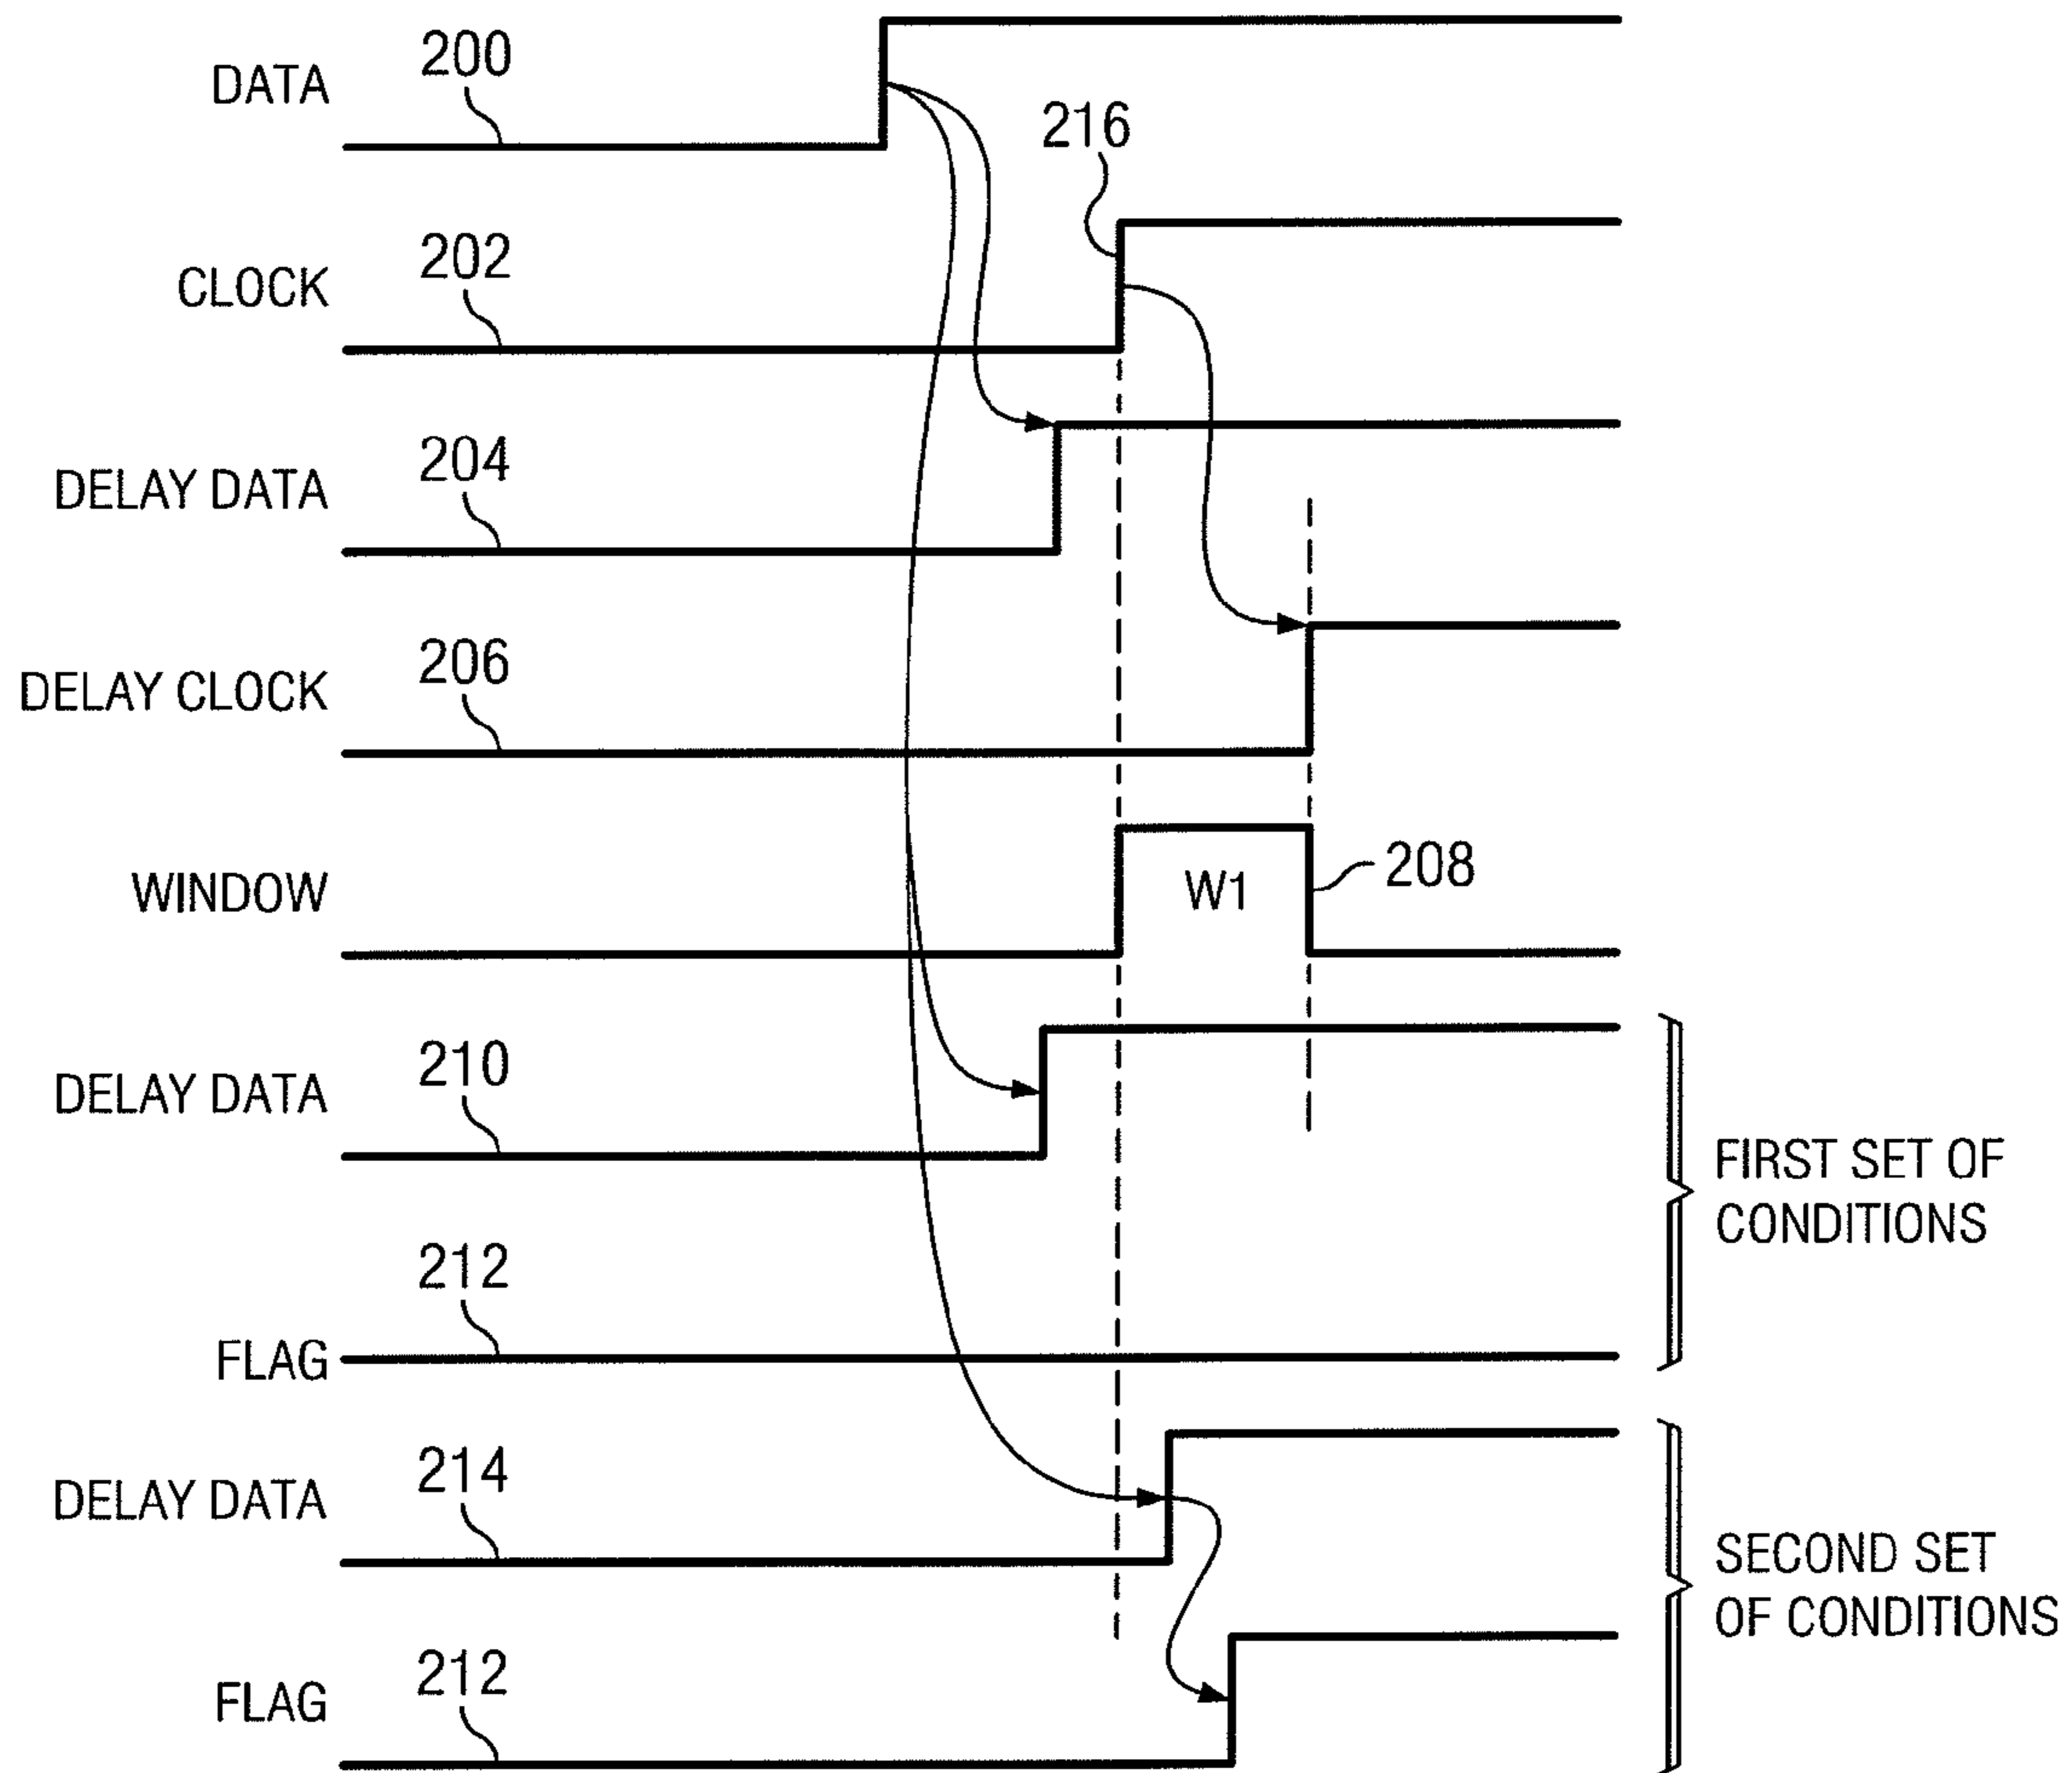 DATA
200
216
CLOCK
202
DELAY DATA
204
DELAY CLOCK
206
WINDOW
W1
208
DELAY DATA
210
FIRST SET OF
CONDITIONS
FLAG
212
DELAY DATA
214
SECOND SET
OF CONDITIONS
FLAG
212